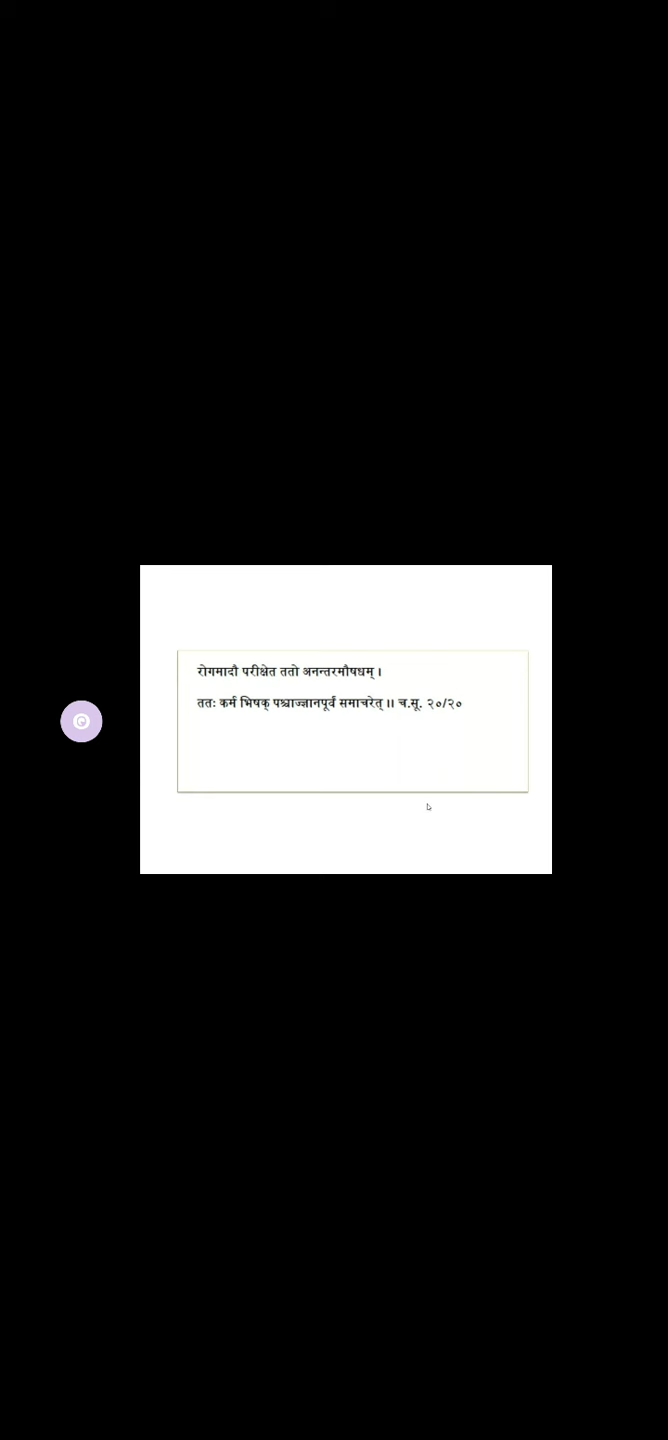 रोगमादौ परीक्षेत ततो अनन्तरमौषधम् ।
ततः कर्म भिषक् पश्चाज्ज्ञानपूर्वं समाचरेत् ।। च.सू. २०/२०